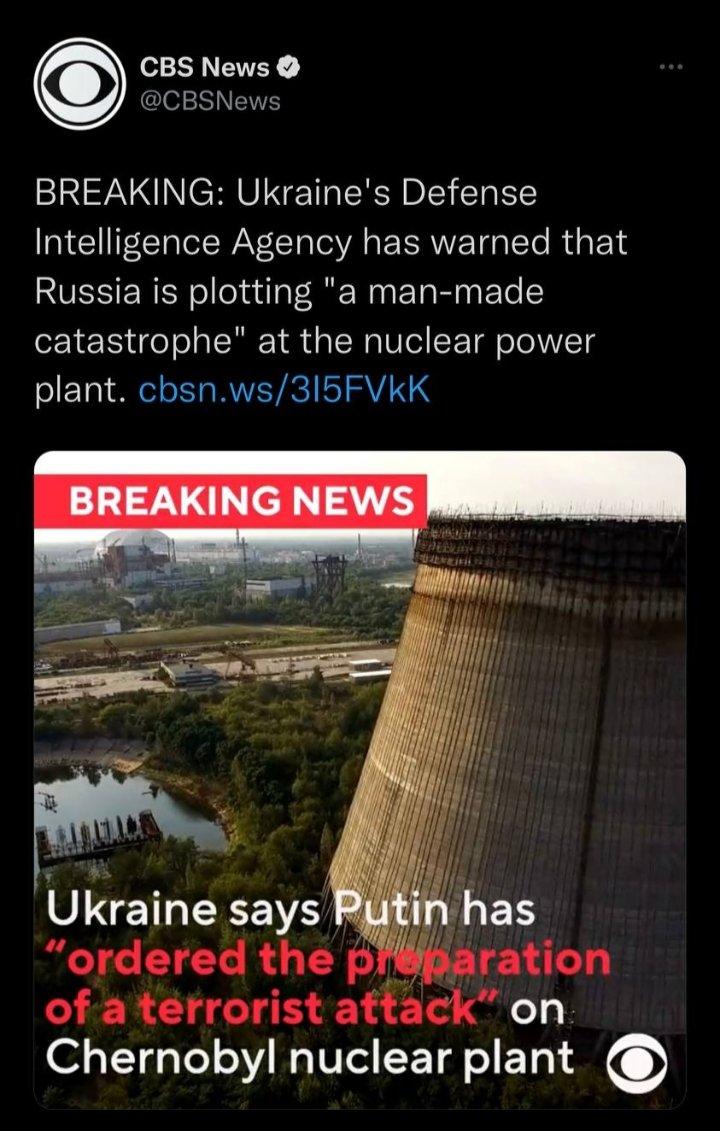 CBS News
@CBSNews
BREAKING: Ukraine's Defense
Intelligence Agency has warned that
Russia is plotting "a man-made
catastrophe" at the nuclear power
plant. cbsn.ws/3I5FVkK
BREAKING NEWS
Ukraine says Putin has
“ordered the preparation
of a terrorist attack” on
Chernobyl nuclear plant